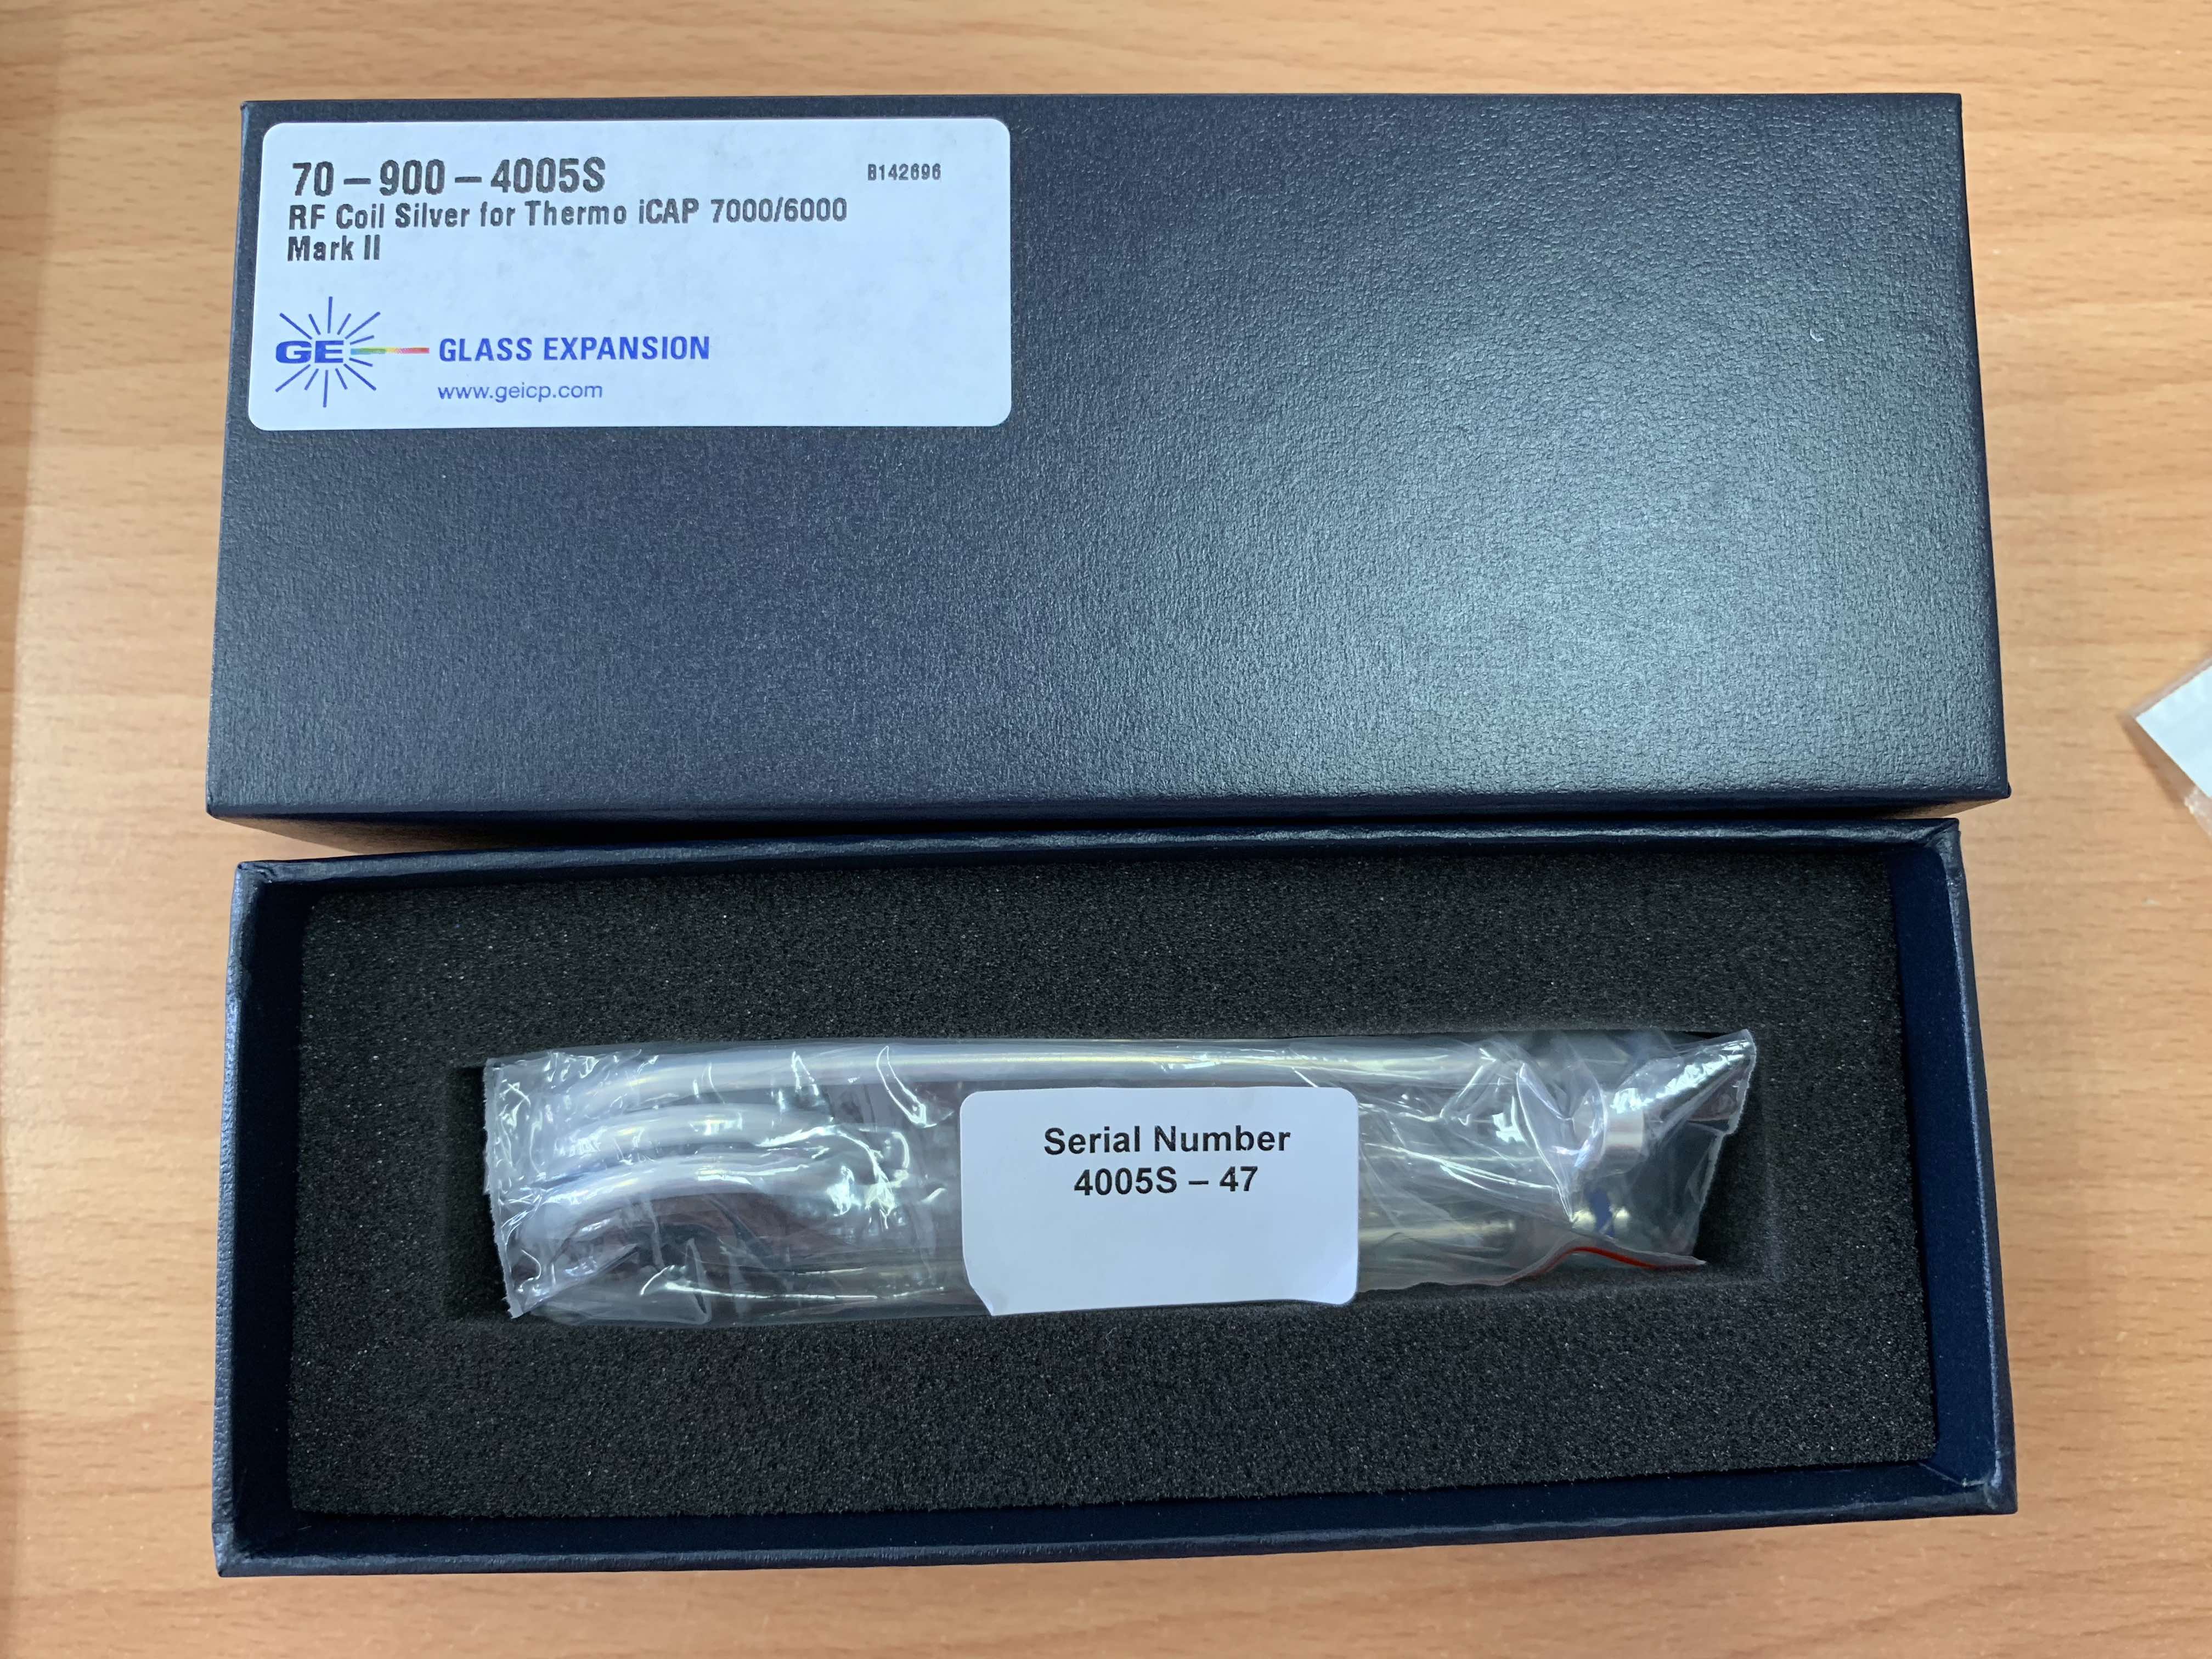 70 – 900 – 4005S
B142696
RF Coil Silver for Thermo iCAP 7000/6000
Mark II
GE
GLASS EXPANSION
www.geicp.com
Serial Number
4005S – 47